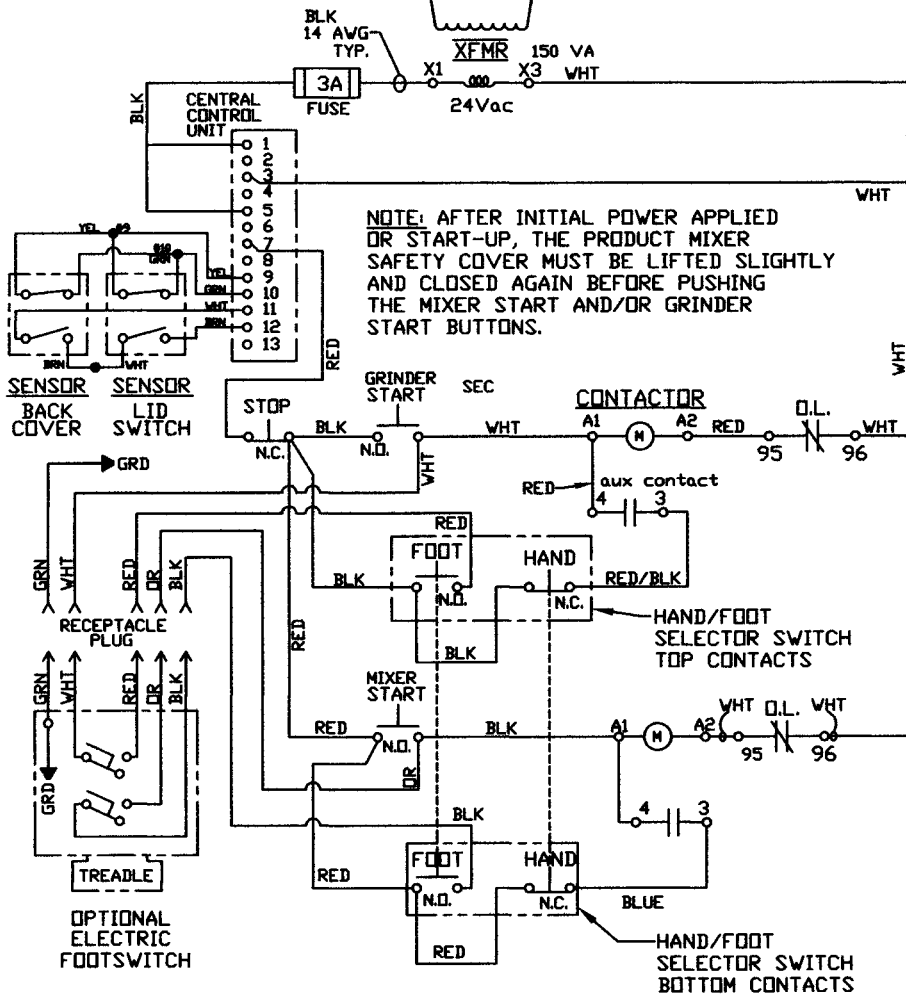 BLK
14 AWG
TYP.
XFMR 150 VA
X1
X3
WHT
3A
FUSE
24Vac
BLK
CENTRAL
CONTROL
UNIT
1
2
3
4
5
6
7
8
9
10
11
12
13
WHT
NOTE: AFTER INITIAL POWER APPLIED
OR START-UP, THE PRODUCT MIXER
SAFETY COVER MUST BE LIFTED SLIGHTLY
AND CLOSED AGAIN BEFORE PUSHING
THE MIXER START AND/OR GRINDER
START BUTTONS.
YEL #9
#10
GRN
YEL
GRN
WHT
BRN
BRN
WHT
RED
WHT
SENSOR
BACK
COVER
SENSOR
LID
SWITCH
STOP
N.C.
BLK
GRINDER
START
N.O.
SEC
WHT
WHT
CONTACTOR
A1
M
A2
RED
95
O.L.
96
WHT
GRD
RED
aux contact
4
3
RED
FOOT
HAND
BLK
N.O.
N.C.
RED/BLK
BLK
HAND/FOOT
SELECTOR SWITCH
TOP CONTACTS
GRN
WHT
RED
OR
BLK
RECEPTACLE
PLUG
GRN
WHT
RED
OR
BLK
RED
MIXER
START
RED
N.O.
BLK
OR
A1
M
A2
WHT
O.L.
WHT
95
96
GRD
4
3
BLK
FOOT
HAND
RED
N.O.
N.C.
BLUE
RED
TREADLE
OPTIONAL
ELECTRIC
FOOTSWITCH
HAND/FOOT
SELECTOR SWITCH
BOTTOM CONTACTS